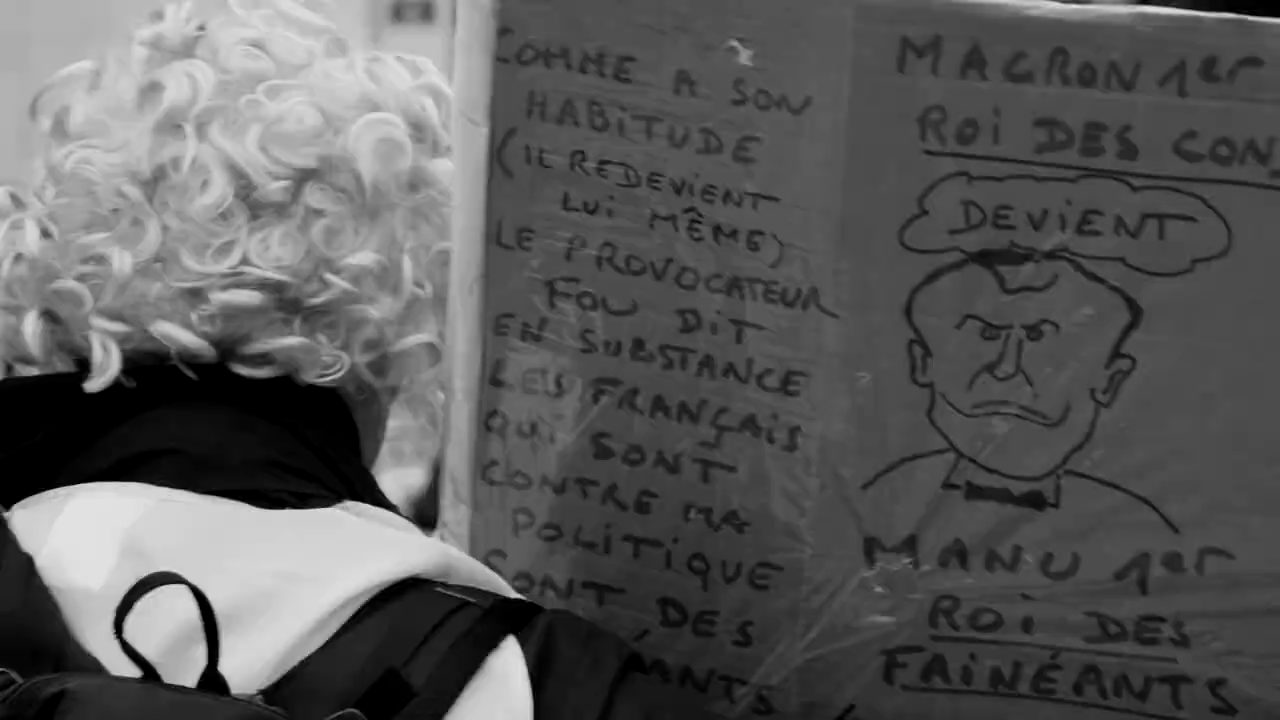 COMME A SON
HABITUDE
(IL REDEVIENT
LUI MÊME)
LE PROVOCATEUR
FOU DIT
EN SUBSTANCE
LES FRANÇAIS
QUI SONT
CONTRE MA
POLITIQUE
SONT DES
MACRON 1er
ROI DES
DEVIENT
MANU 1er
ROI DES
FAINÉANTS